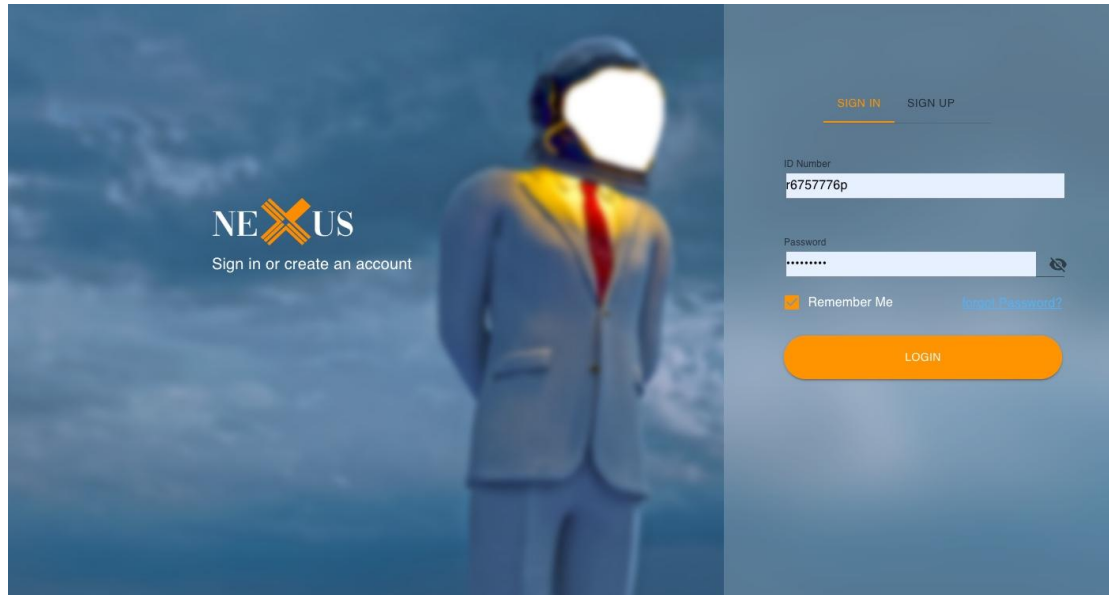 NEXUS
Sign in or create an account
SIGN IN SIGN UP
ID Number
r6757776p
Password
Remember Me
forgot Password?
LOGIN